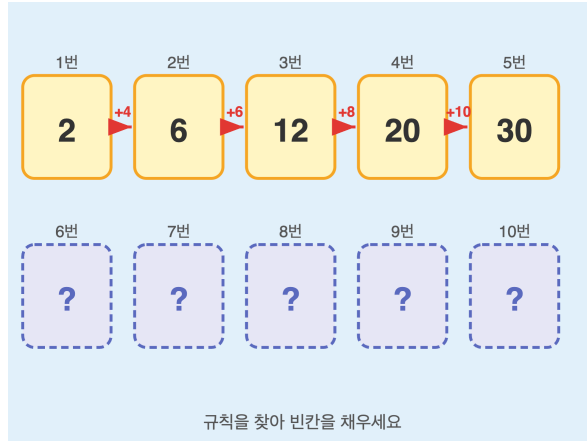 1번 2번 3번 4번 5번
+4 +6 +8 +10
2 6 12 20 30
6번 7번 8번 9번 10번
? ? ? ? ?
규칙을 찾아 빈칸을 채우세요